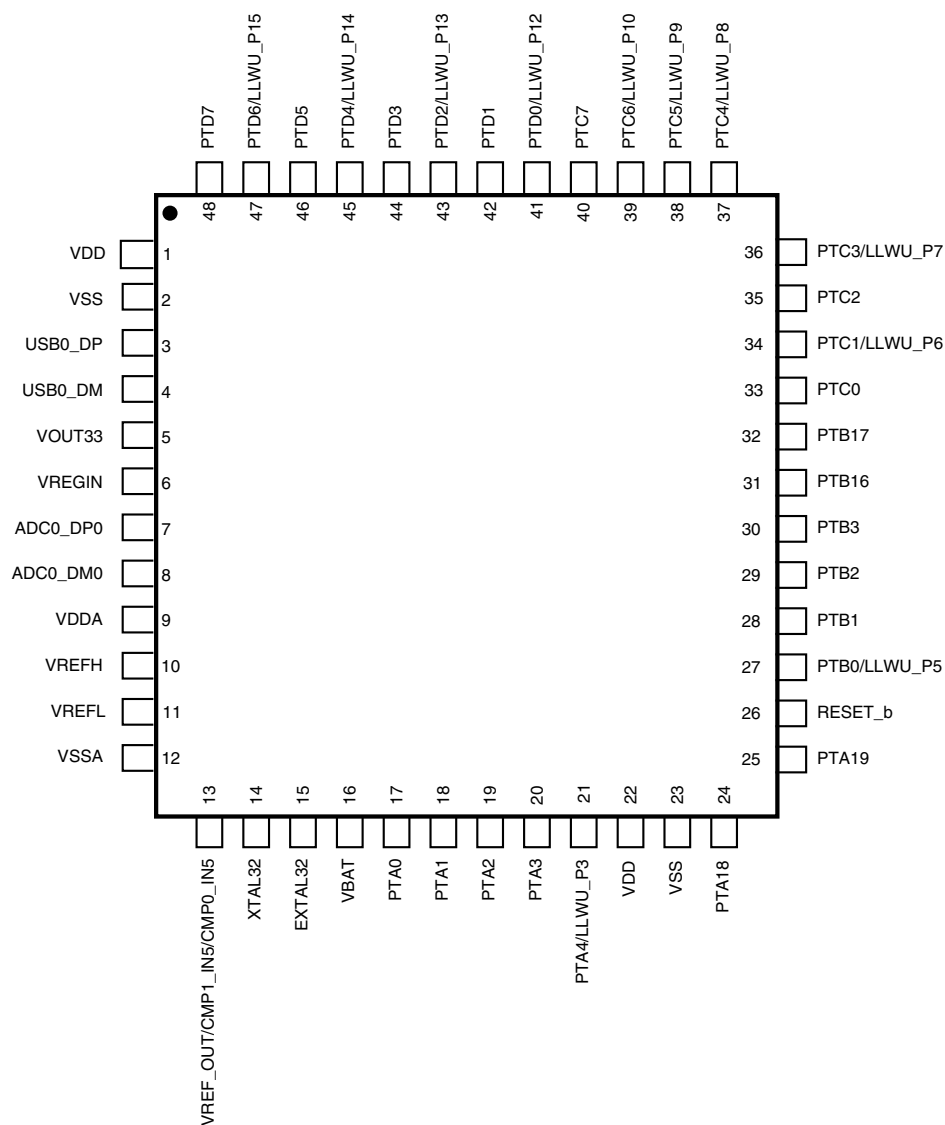 PTD7
PTD6/LLWU_P15
PTD5
PTD4/LLWU_P14
PTD3
PTD2/LLWU_P13
PTD1
PTD0/LLWU_P12
PTC7
PTC6/LLWU_P10
PTC5/LLWU_P9
PTC4/LLWU_P8
48
47
46
45
44
43
42
41
40
39
38
37
VDD 1
VSS 2
USB0_DP 3
USB0_DM 4
VOUT33 5
VREGIN 6
ADC0_DP0 7
ADC0_DM0 8
VDDA 9
VREFH 10
VREFL 11
VSSA 12
36 PTC3/LLWU_P7
35 PTC2
34 PTC1/LLWU_P6
33 PTC0
32 PTB17
31 PTB16
30 PTB3
29 PTB2
28 PTB1
27 PTB0/LLWU_P5
26 RESET_b
25 PTA19
13
14
15
16
17
18
19
20
21
22
23
24
VREF_OUT/CMP1_IN5/CMP0_IN5
XTAL32
EXTAL32
VBAT
PTA0
PTA1
PTA2
PTA3
PTA4/LLWU_P3
VDD
VSS
PTA18